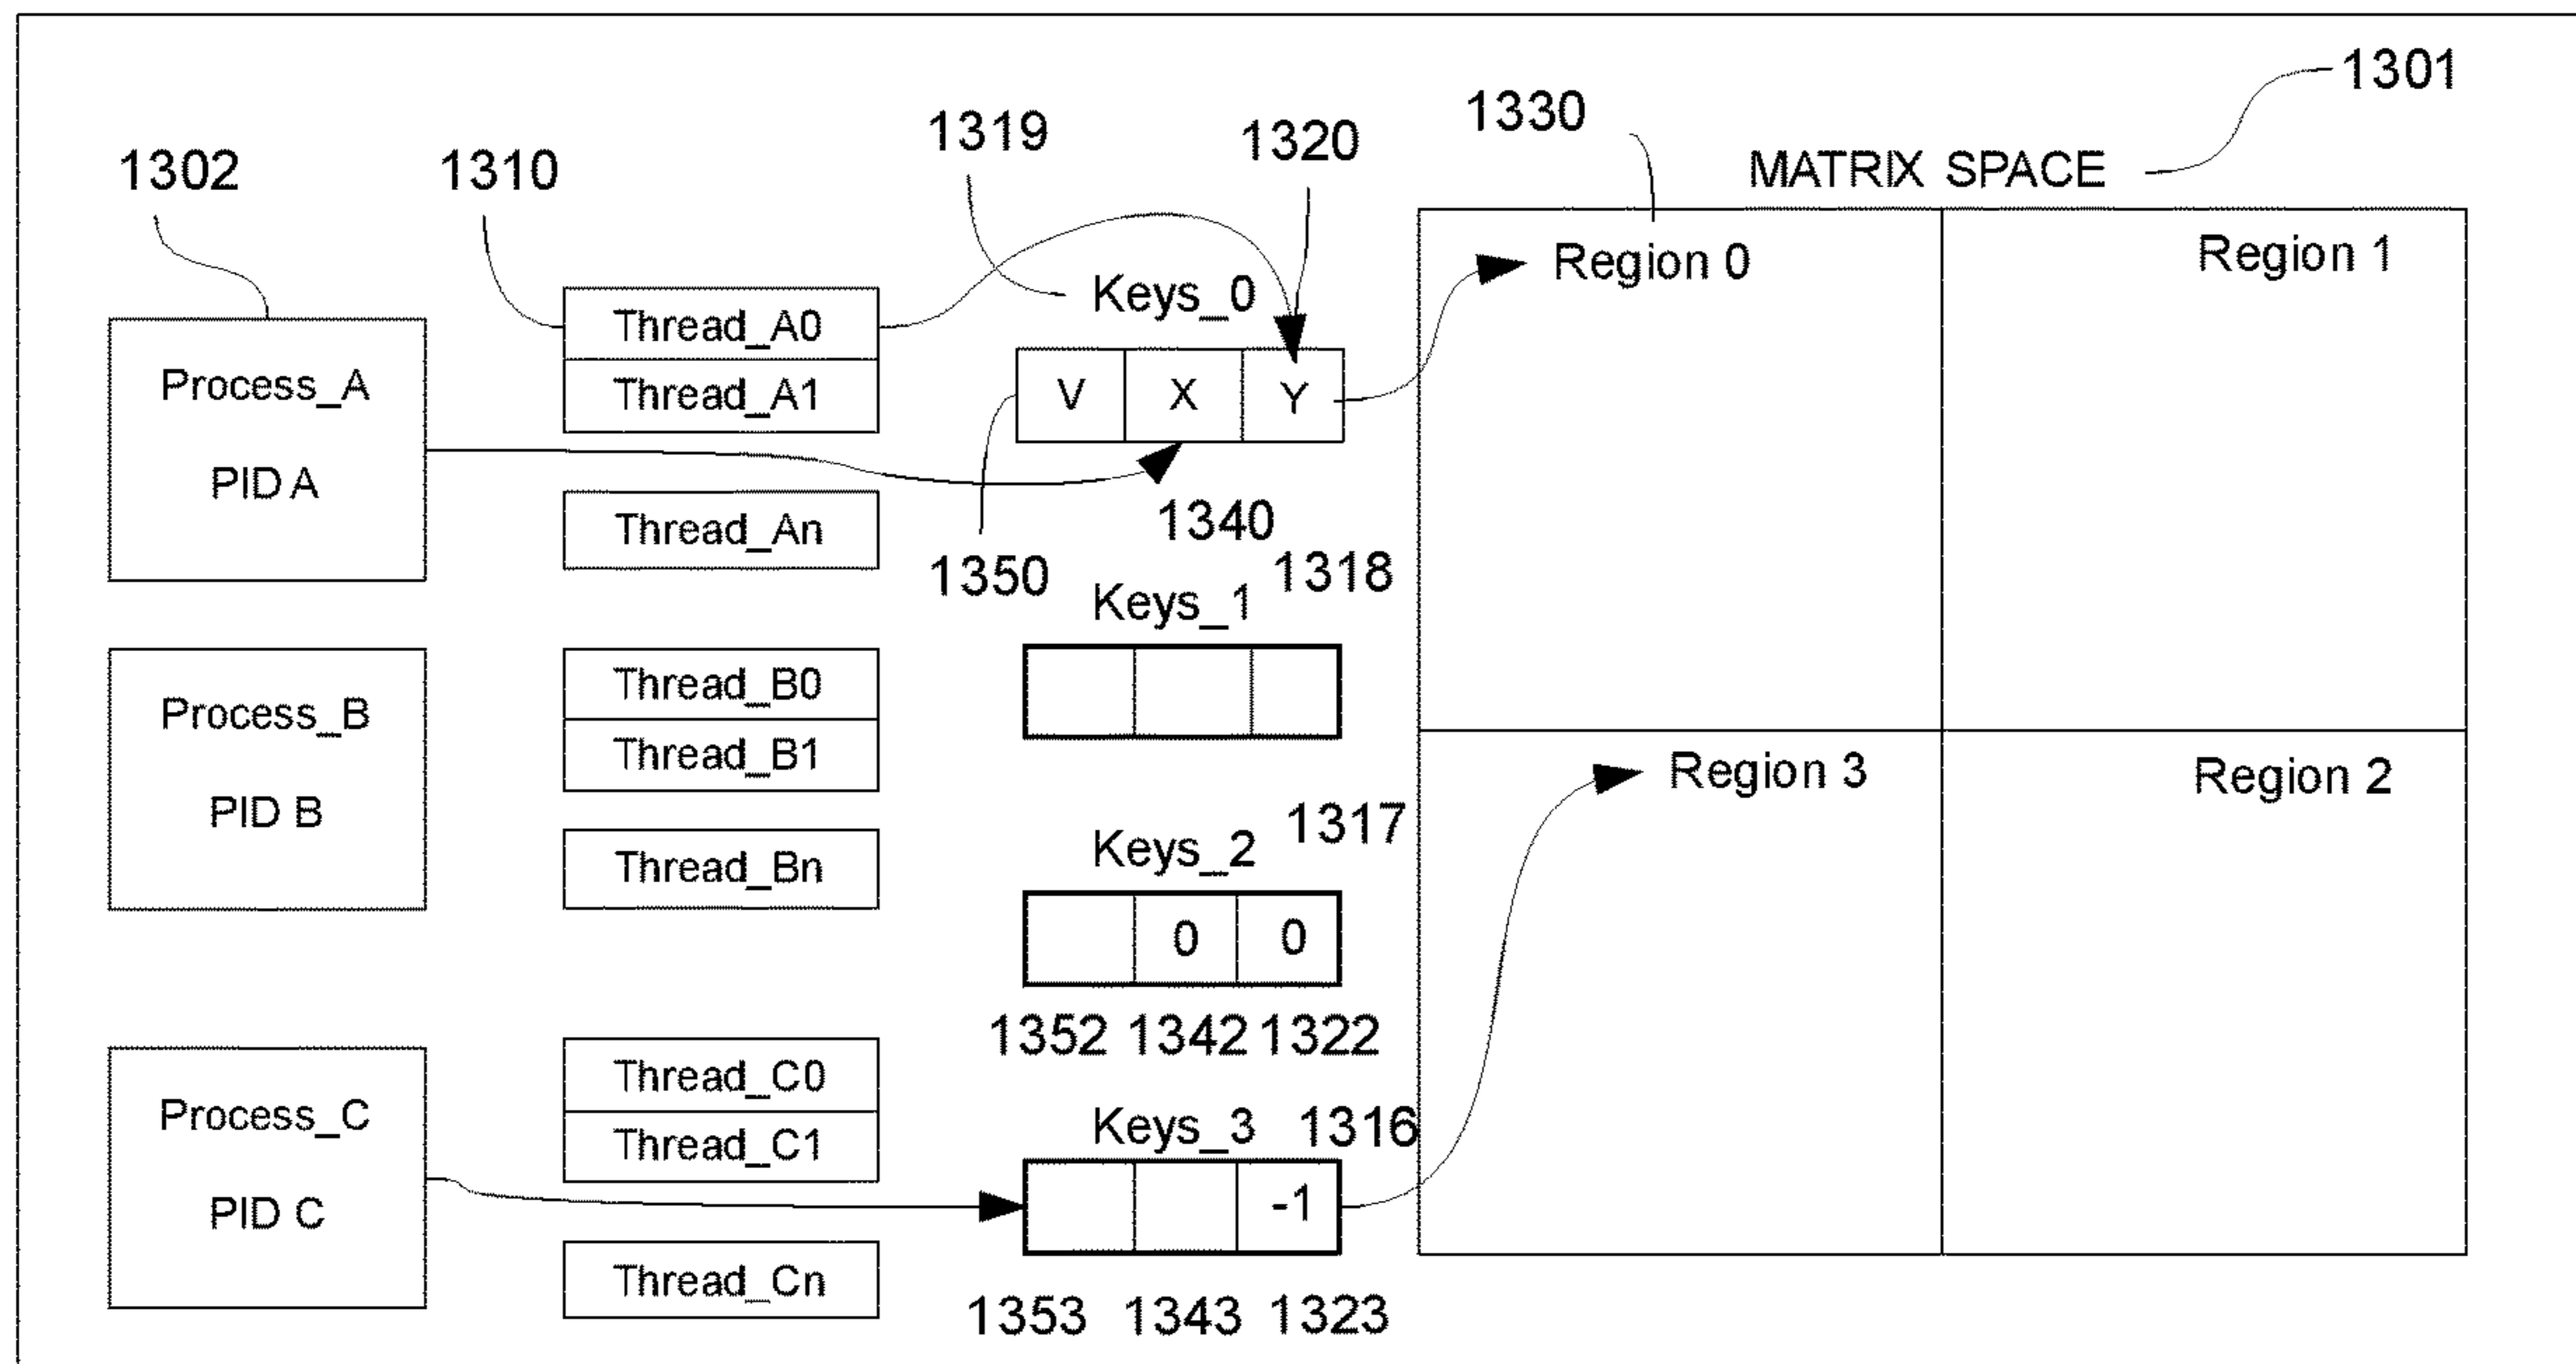 1301
1330
1319
1320
1302
1310
MATRIX SPACE
Region 0
Region 1
Keys_0
Thread_A0
Thread_A1
Process_A
PID A
V X Y
Thread_An
1340
1350
1318
Keys_1
Thread_B0
Thread_B1
Process_B
PID B
Region 3
Region 2
1317
Keys_2
Thread_Bn
0 0
1352 1342 1322
Thread_C0
Thread_C1
Process_C
PID C
Keys_3 1316
-1
Thread_Cn
1353 1343 1323